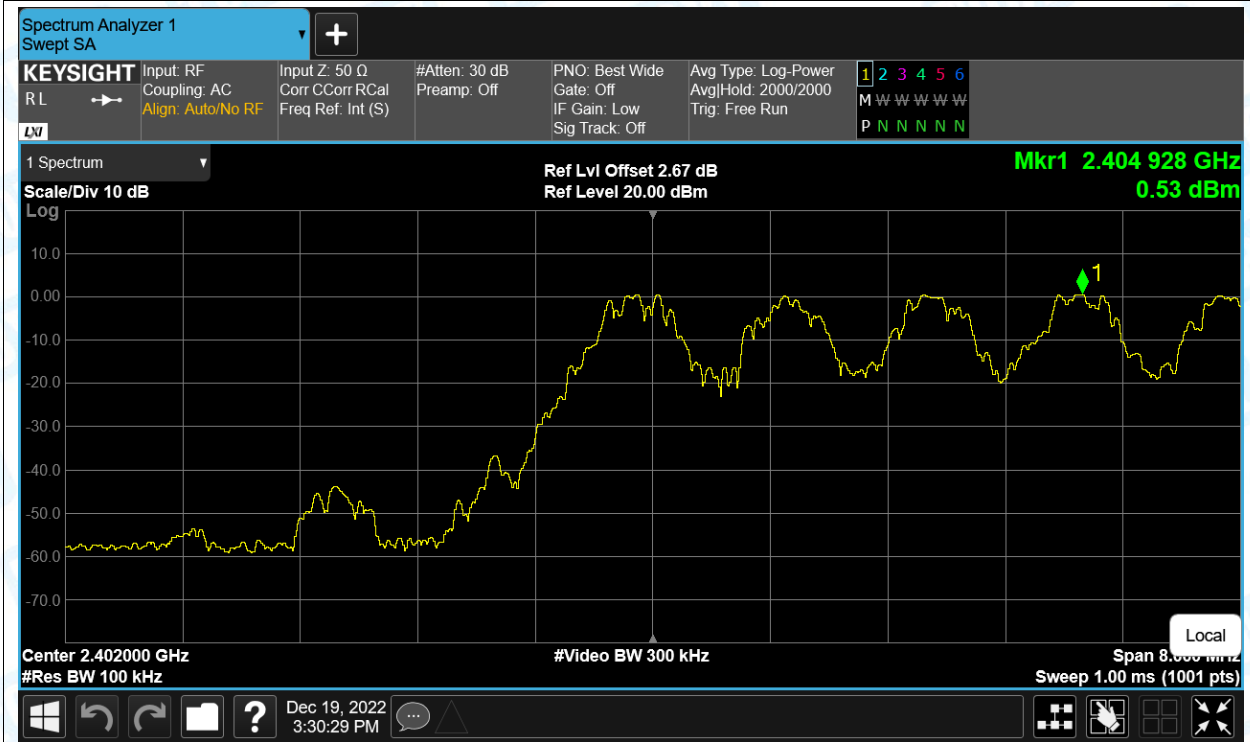 Spectrum Analyzer 1
Swept SA
KEYSIGHT
R L
LXI
Input: RF
Coupling: AC
Align: Auto/No RF
Input Z: 50 Ω
Corr CCorr RCal
Freq Ref: Int (S)
#Atten: 30 dB
Preamp: Off
PNO: Best Wide
Gate: Off
IF Gain: Low
Sig Track: Off
Avg Type: Log-Power
Avg|Hold: 2000/2000
Trig: Free Run
1 2 3 4 5 6
M W W W W W W
P N N N N N N
1 Spectrum
Scale/Div 10 dB
Log
Ref Lvl Offset 2.67 dB
Ref Level 20.00 dBm
Mkr1 2.404 928 GHz
0.53 dBm
1
10.0
0.00
-10.0
-20.0
-30.0
-40.0
-50.0
-60.0
-70.0
Local
Center 2.402000 GHz
#Video BW 300 kHz
Span 8.000 MHz
#Res BW 100 kHz
Sweep 1.00 ms (1001 pts)
?
Dec 19, 2022
3:30:29 PM